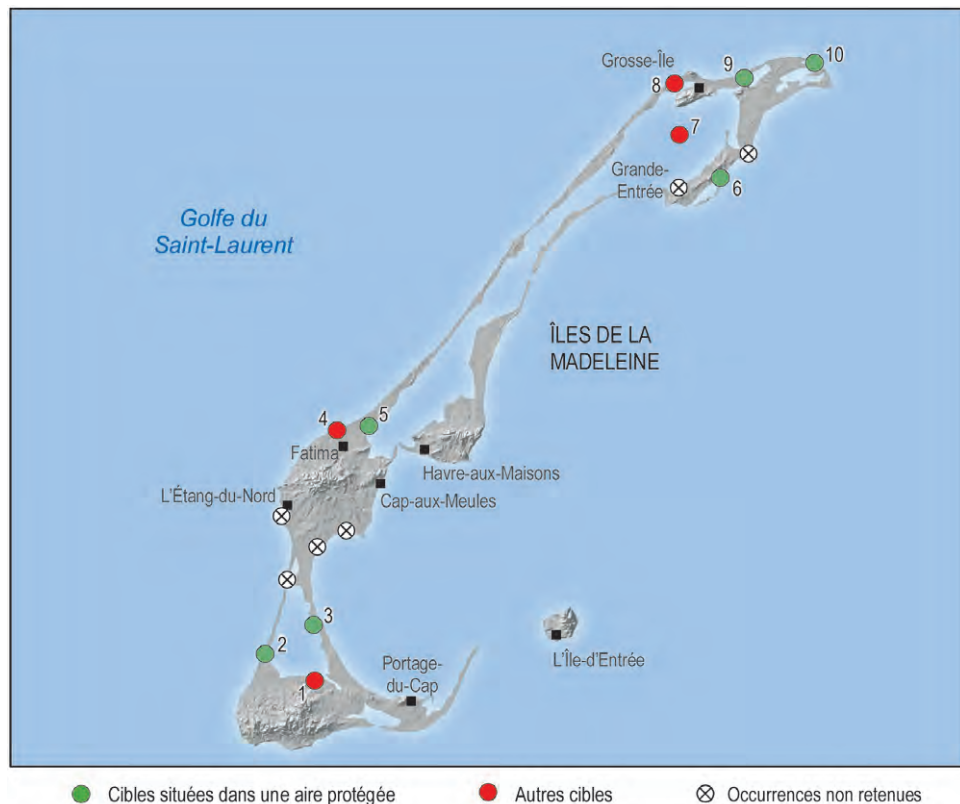 10
Grosse-Île
9
8
7
Grande-
Entrée
6
Golfe du
Saint-Laurent
ÎLES DE LA
MADELEINE
4
5
Fatima
Havre-aux-Maisons
L'Étang-du-Nord
Cap-aux-Meules
3
2
L'Île-d'Entrée
Portage-
du-Cap
1
Cibles situées dans une aire protégée
Autres cibles
Occurrences non retenues